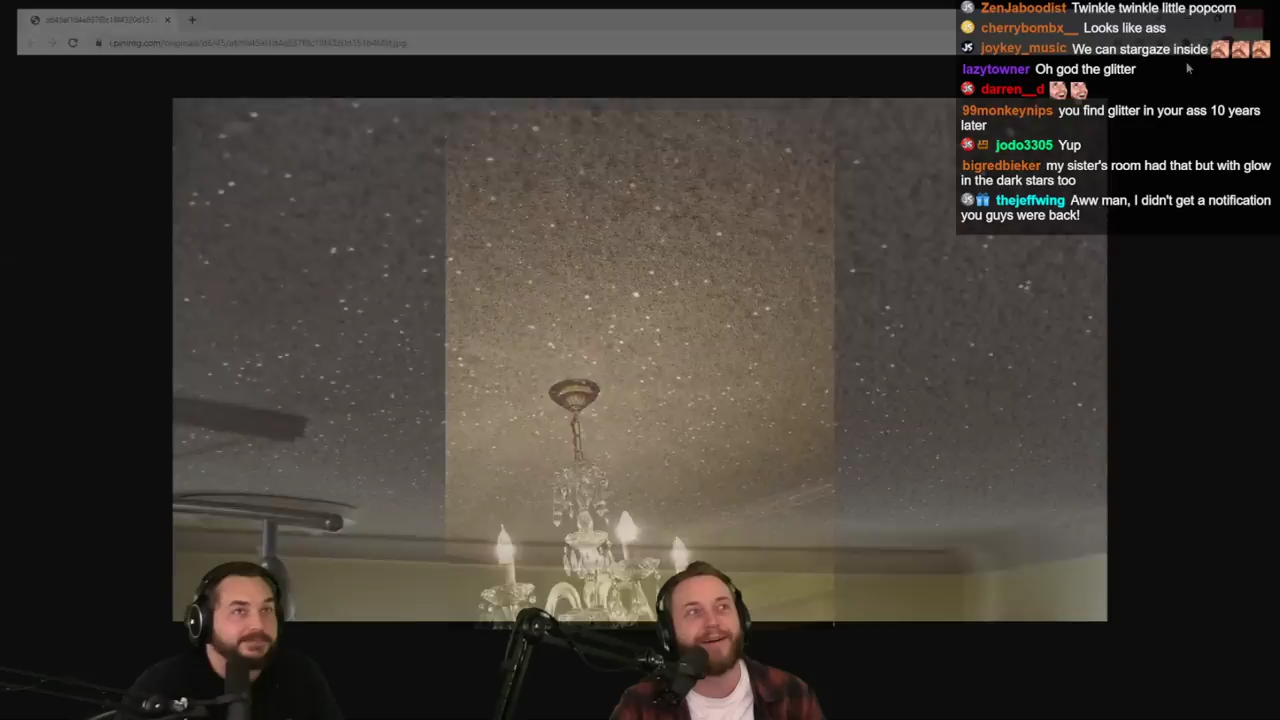 ZenJaboodist Twinkle twinkle little popcorn
cherrybombx__ Looks like ass
joykey_music We can stargaze inside
lazytowner Oh god the glitter
darren__d
99monkeynips you find glitter in your ass 10 years
later
jodo3305 Yup
bigredbieker my sister's room had that but with glow
in the dark stars too
thejeffwing Aww man, I didn't get a notification
you guys were back!